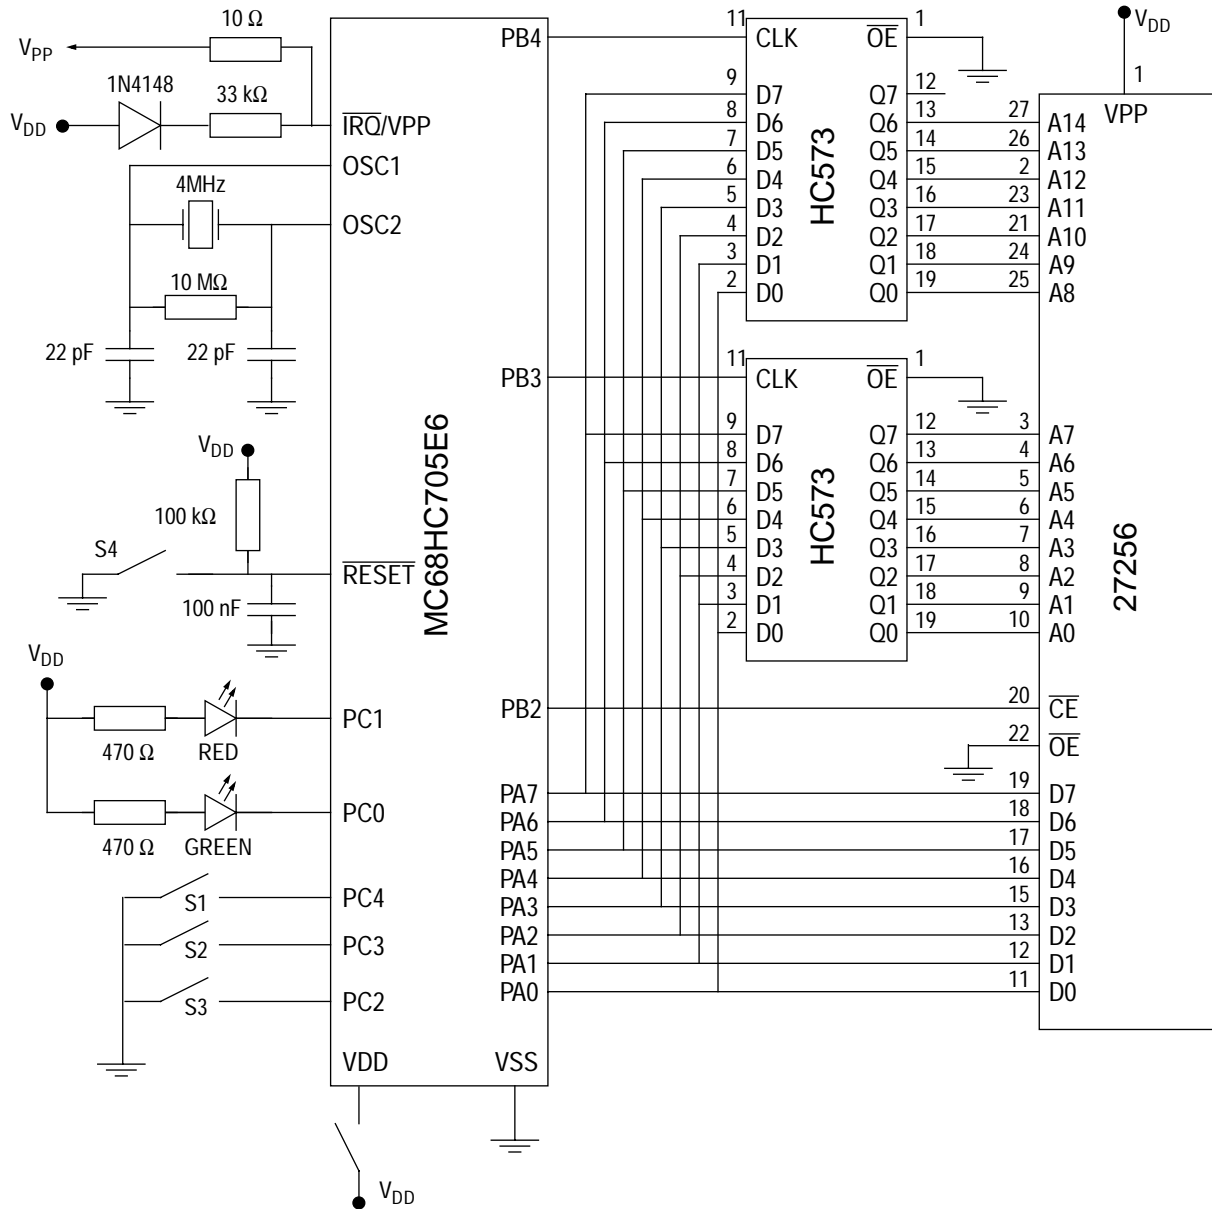 10 Ω
V_PP
1N4148
33 kΩ
V_DD
IRQ/VPP
OSC1
4MHz
OSC2
10 MΩ
22 pF
22 pF
V_DD
100 kΩ
S4
RESET
100 nF
V_DD
470 Ω
RED
PC1
470 Ω
GREEN
PC0
S1
PC4
S2
PC3
S3
PC2
VDD
VSS
V_DD
MC68HC705E6
PB4
PB3
PB2
PA7
PA6
PA5
PA4
PA3
PA2
PA1
PA0
11 CLK OE 1
9 D7 Q7 12
8 D6 Q6 13
7 D5 Q5 14
6 D4 Q4 15
5 D3 Q3 16
4 D2 Q2 17
3 D1 Q1 18
2 D0 Q0 19
HC573
11 CLK OE 1
9 D7 Q7 12
8 D6 Q6 13
7 D5 Q5 14
6 D4 Q4 15
5 D3 Q3 16
4 D2 Q2 17
3 D1 Q1 18
2 D0 Q0 19
HC573
V_DD
1
VPP
27 A14
26 A13
2 A12
23 A11
21 A10
24 A9
25 A8
3 A7
4 A6
5 A5
6 A4
7 A3
8 A2
9 A1
10 A0
27256
20 CE
22 OE
19 D7
18 D6
17 D5
16 D4
15 D3
13 D2
12 D1
11 D0